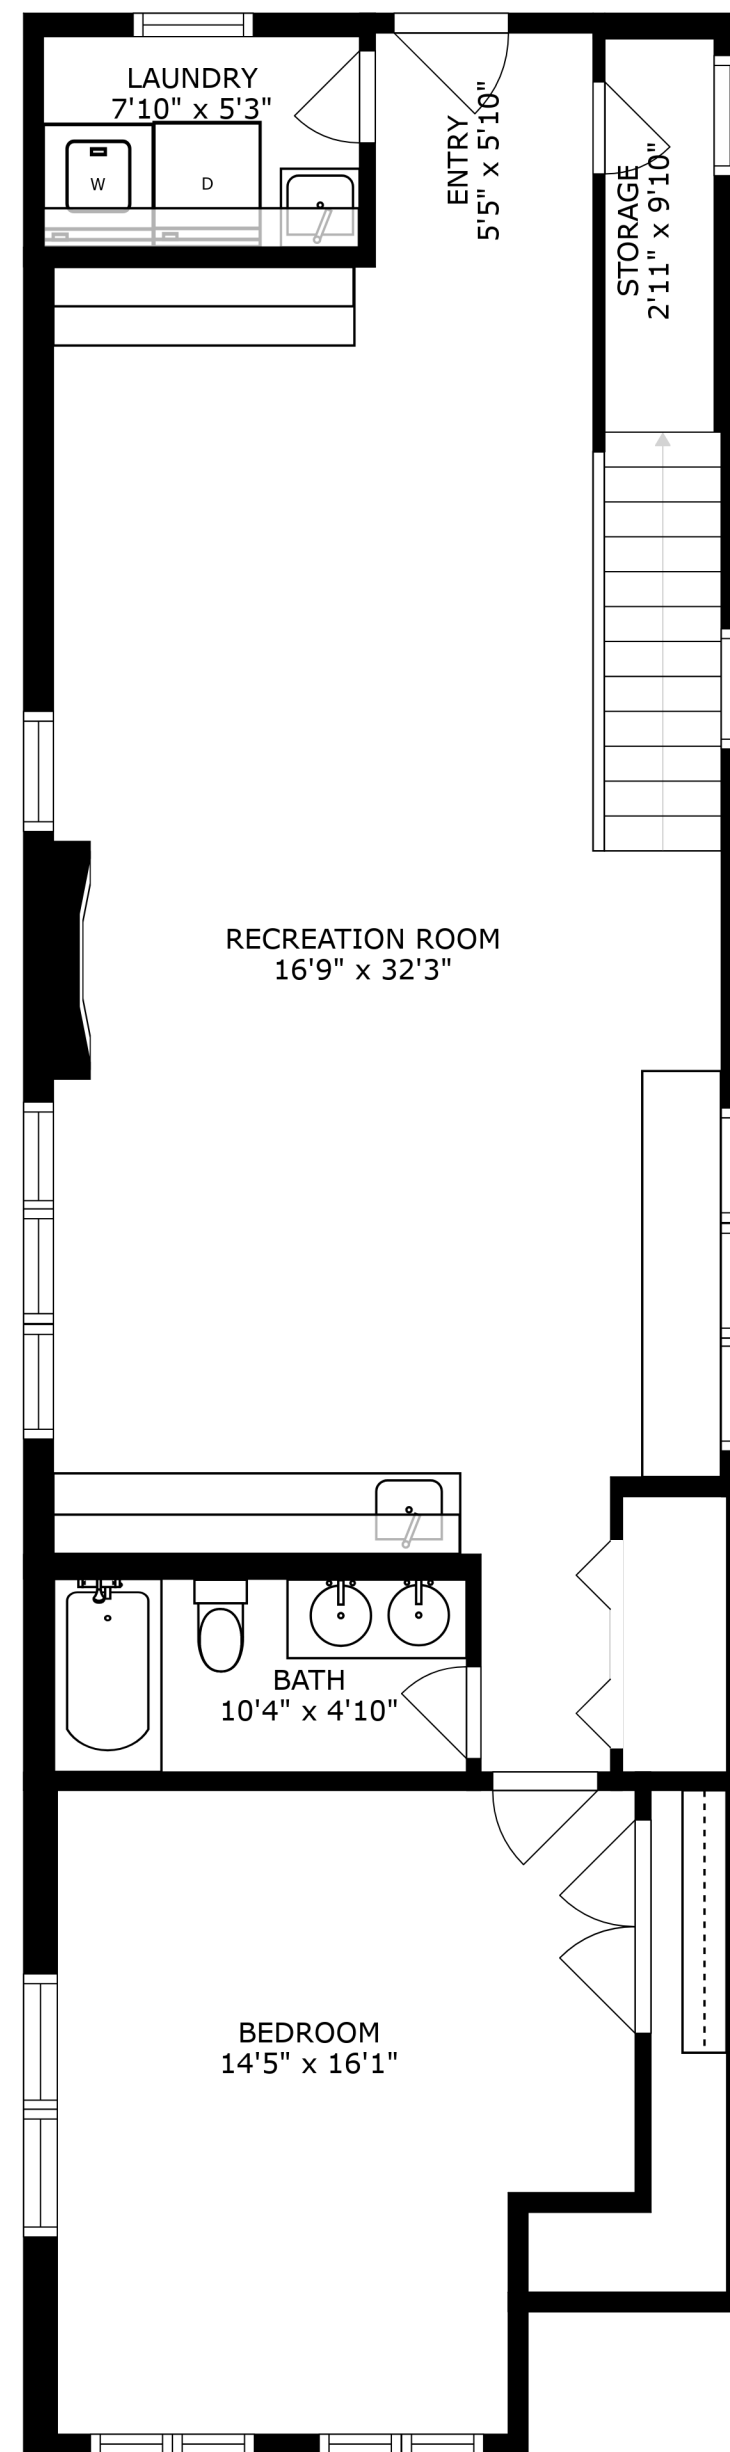 LAUNDRY
7'10" x 5'3"
W
D
ENTRY
5'5" x 5'10"
STORAGE
2'11" x 9'10"
RECREATION ROOM
16'9" x 32'3"
BATH
10'4" x 4'10"
BEDROOM
14'5" x 16'1"